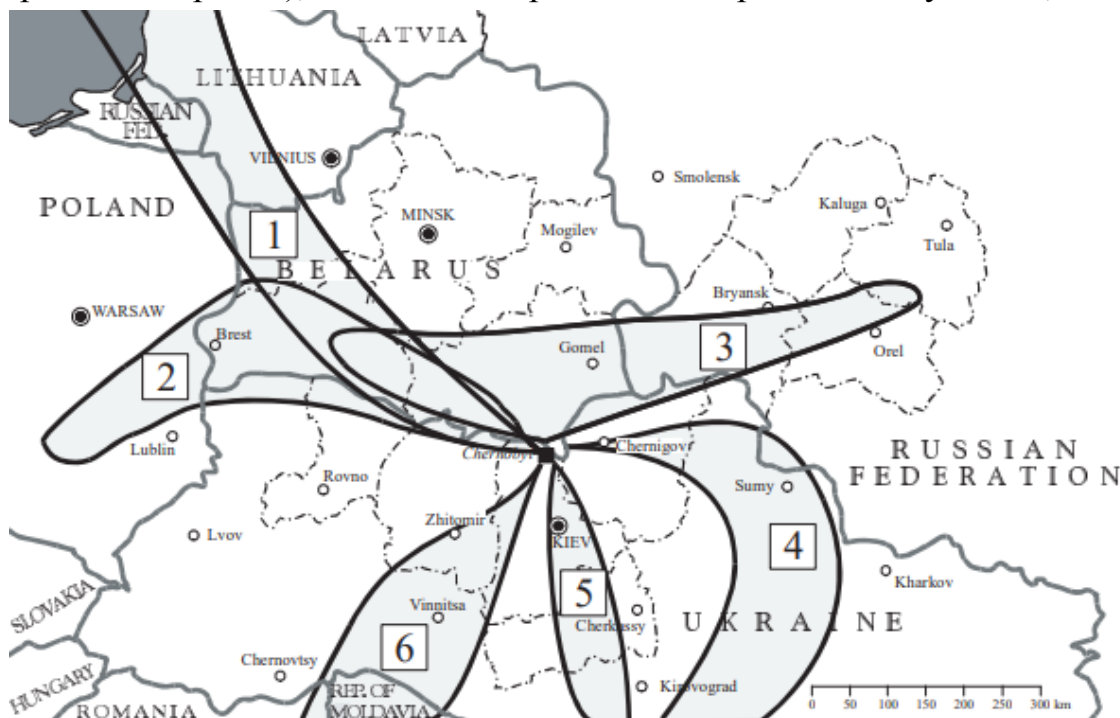 LATVIA
LITHUANIA
RUSSIAN
FED.
VILNIUS
Smolensk
Kaluga
POLAND
MINSK
Mogilev
Tula
1
BELARUS
Bryansk
WARSAW
Brest
Gomel
3
Orel
2
Lublin
Chernobyl
Chernigov
RUSSIAN
FEDERATION
Rovno
Sumy
Zhitomir
Lvov
KIEV
4
Kharkov
SLOVAKIA
5
Vinnitsa
Cherkassy
UKRAINE
6
Chernovtsy
HUNGARY
REP. OF
MOLDAVIA
Kirovograd
ROMANIA
0 50 100 150 200 250 300 km